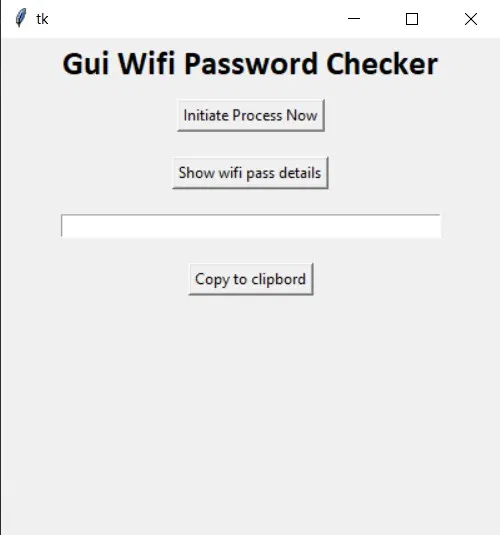 tk
Gui Wifi Password Checker
Initiate Process Now
Show wifi pass details
Copy to clipbord